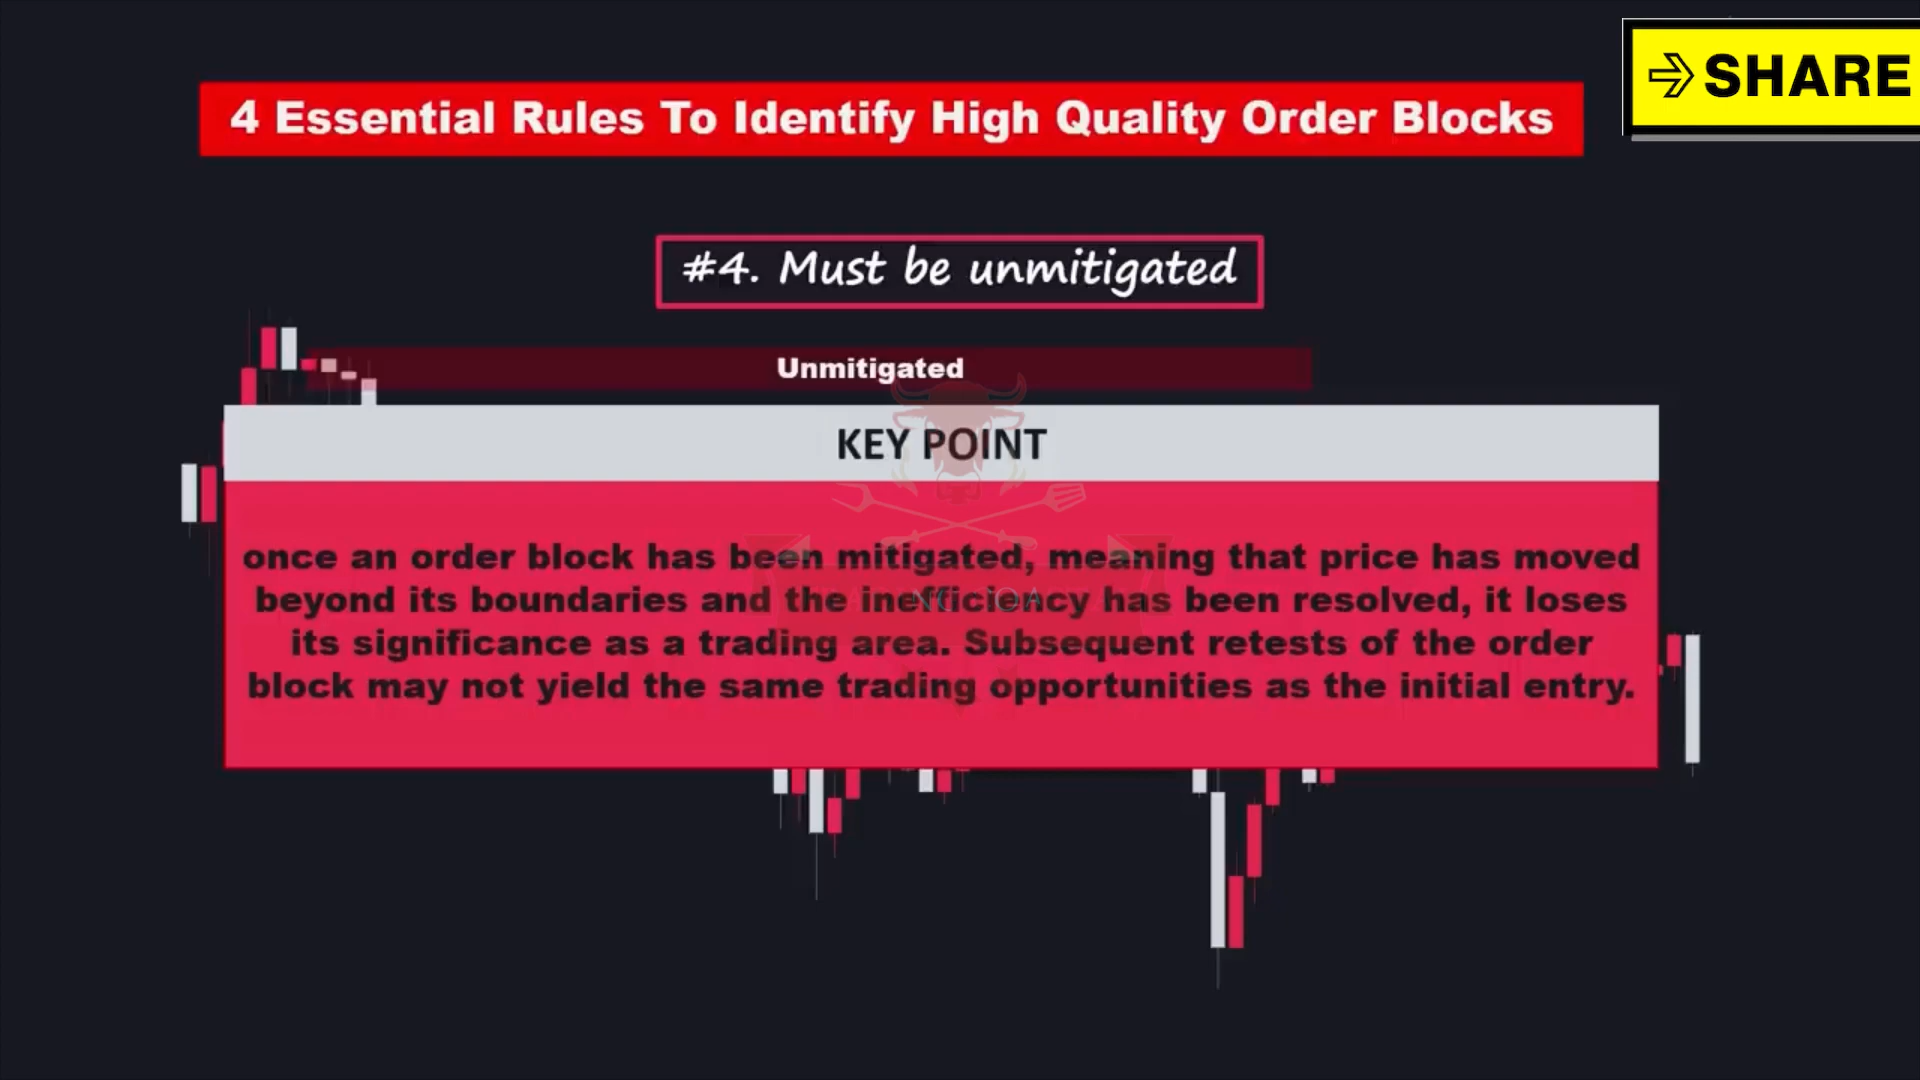 SHARE
4 Essential Rules To Identify High Quality Order Blocks
#4. Must be unmitigated
Unmitigated
KEY POINT
once an order block has been mitigated, meaning that price has moved
beyond its boundaries and the inefficiency has been resolved, it loses
its significance as a trading area. Subsequent retests of the order
block may not yield the same trading opportunities as the initial entry.